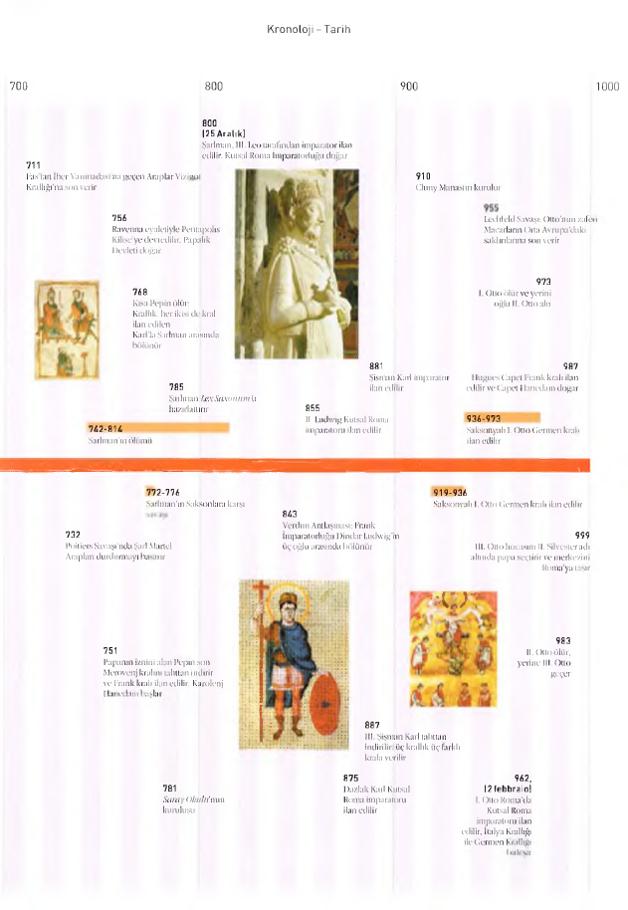 Kronoloji – Tarih
700
800
900
1000
800
(25 Aralık)
Şarlman, III. Leo tarafından imparator ilan
edilir. Kutsal Roma İmparatorluğu doğar
711
Fas'tan İber Yarımadası'na geçen Araplar Vizigot
Krallığı'na son verir
910
Cluny Manastırı kurulur
756
Ravenna eyaletiyle Pentapolis
Kilise'ye devredilir. Papalık
Devleti doğar
955
Lechfeld Savaşı: Otto'nun zaferi
Macarların Orta Avrupa'daki
saldırılarına son verir
973
I. Otto ölür ve yerini
oğlu II. Otto alır
768
Kısa Pepin ölür:
Krallık, her ikisi de kral
ilan edilen
Karl'la Şarlman arasında
bölünür
881
Şişman Karl imparator
ilan edilir
987
Hugues Capet Frank kralı ilan
edilir ve Capet Hanedanı doğar
785
Şarlman Lex Saxonum'u
hazırlatırır
855
II. Ludwig Kutsal Roma
imparatoru ilan edilir
742-814
Şarlman'ın ölümü
936-973
Saksonyalı I. Otto Germen kralı
ilan edilir
772-776
Şarlman'ın Saksonlara karşı
savaşı
919-936
Saksonyalı I. Otto Germen kralı ilan edilir
843
Verdun Antlaşması: Frank
İmparatorluğu Dindar Ludwig'in
üç oğlu arasında bölünür
732
Poitiers Savaşı'nda Şarl Martel
Arapları durdurmayı başarır
999
III. Otto hocasını II. Silvester adı
altında papa seçtirir ve merkezini
Roma'ya taşır
751
Papanın iznini alan Pepin son
Merovenj kralını tahttan indirir
ve Frank kralı ilan edilir. Karolenj
Hanedanı başlar
983
II. Otto ölür,
yerine III. Otto
geçer
887
III. Şişman Karl tahttan
indirilir; üç krallık üç farklı
krala verilir
781
Saray Okulu'nun
kuruluşu
875
Dazlak Karl Kutsal
Roma imparatoru
ilan edilir
962,
(2 febbraio)
I. Otto Roma'da
Kutsal Roma
imparatoru ilan
edilir, İtalya Krallığı
ile Germen Krallığı
birleşir